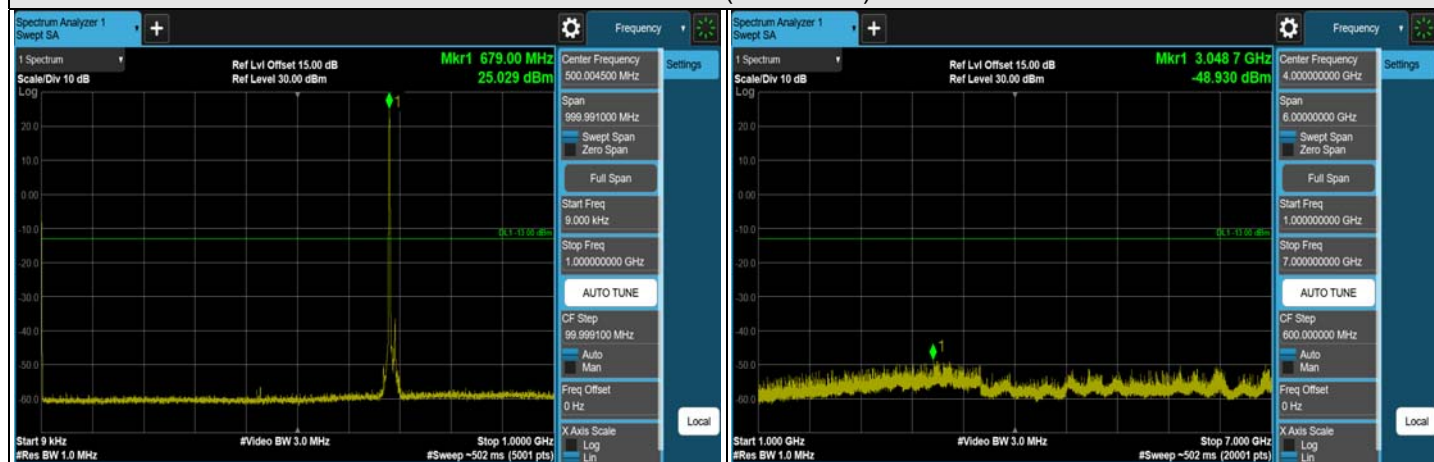 Spectrum Analyzer 1
Swept SA
+
Frequency
1 Spectrum
Scale/Div 10 dB
Log
Ref Lvl Offset 15.00 dB
Ref Level 30.00 dBm
Mkr1 679.00 MHz
25.029 dBm
1
20.0
10.0
0.00
-10.0
-20.0
-30.0
-40.0
-50.0
-60.0
DL1 -13.00 dBm
Start 9 kHz
#Res BW 1.0 MHz
#Video BW 3.0 MHz
Stop 1.0000 GHz
#Sweep ~502 ms (5001 pts)
Center Frequency
500.004500 MHz
Span
999.991000 MHz
Swept Span
Zero Span
Full Span
Start Freq
9.000 kHz
Stop Freq
1.000000000 GHz
AUTO TUNE
CF Step
99.999100 MHz
Auto
Man
Freq Offset
0 Hz
X Axis Scale
Log
Lin
Settings
Local
Spectrum Analyzer 1
Swept SA
+
Frequency
1 Spectrum
Scale/Div 10 dB
Log
Ref Lvl Offset 15.00 dB
Ref Level 30.00 dBm
Mkr1 3.048 7 GHz
-48.930 dBm
20.0
10.0
0.00
-10.0
-20.0
-30.0
-40.0
-50.0
-60.0
DL1 -13.00 dBm
1
Start 1.000 GHz
#Res BW 1.0 MHz
#Video BW 3.0 MHz
Stop 7.000 GHz
#Sweep ~502 ms (20001 pts)
Center Frequency
4.000000000 GHz
Span
6.00000000 GHz
Swept Span
Zero Span
Full Span
Start Freq
1.000000000 GHz
Stop Freq
7.000000000 GHz
AUTO TUNE
CF Step
600.000000 MHz
Auto
Man
Freq Offset
0 Hz
X Axis Scale
Log
Lin
Settings
Local